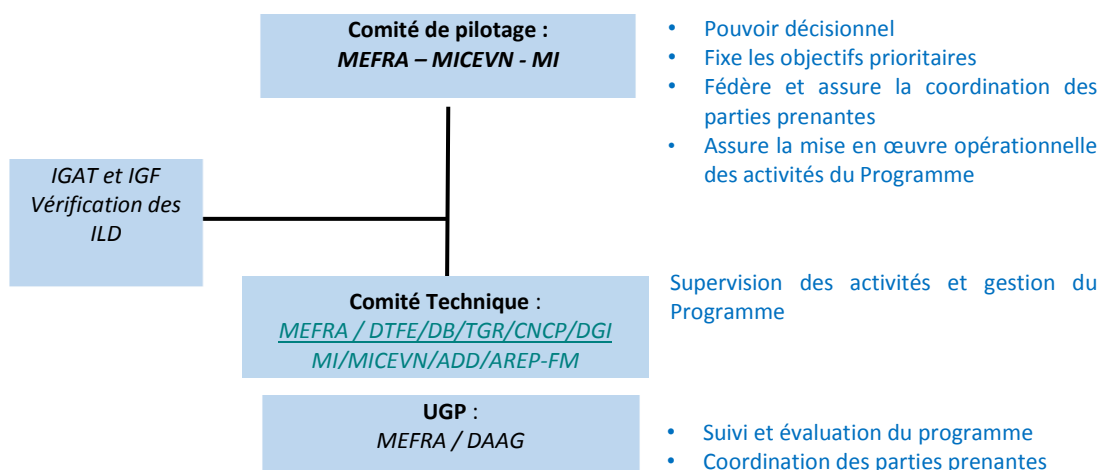 Comité de pilotage :
MEFRA – MICEVN - MI
• Pouvoir décisionnel
• Fixe les objectifs prioritaires
• Fédère et assure la coordination des
parties prenantes
• Assure la mise en œuvre opérationnelle
des activités du Programme
IGAT et IGF
Vérification des
ILD
Comité Technique :
MEFRA / DTFE/DB/TGR/CNCP/DGI
MI/MICEVN/ADD/AREP-FM
Supervision des activités et gestion du
Programme
UGP :
MEFRA / DAAG
• Suivi et évaluation du programme
• Coordination des parties prenantes